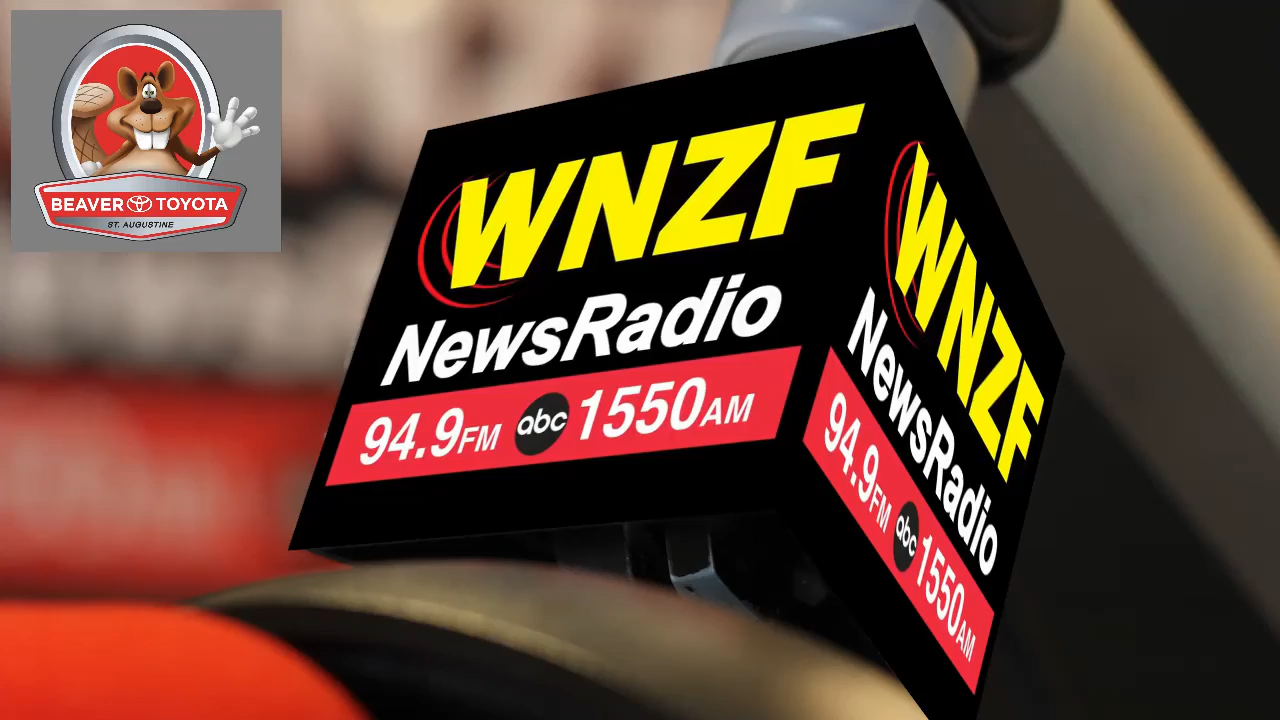 BEAVER TOYOTA
ST. AUGUSTINE
WNZF
NewsRadio
94.9FM abc 1550AM
WNZF
NewsRadio
94.9FM abc 1550AM